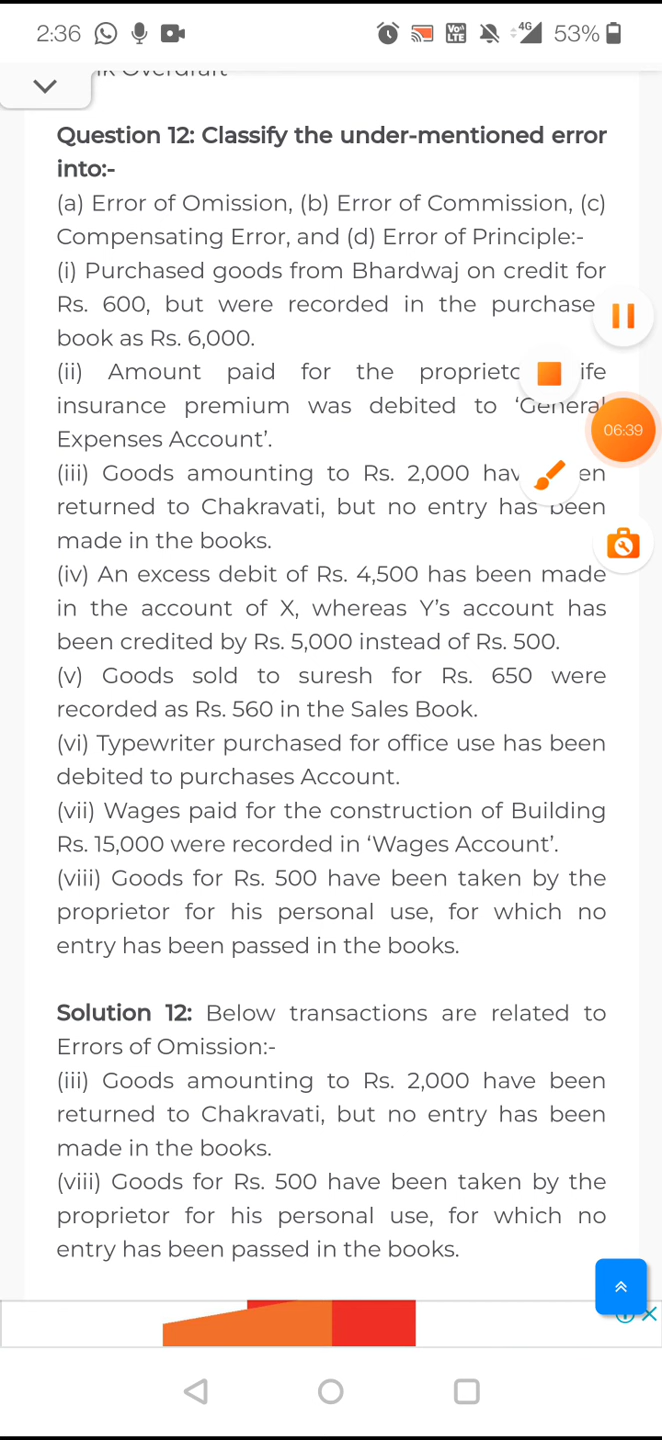 2:36 Vo)) LTE 4G 53%
Question 12: Classify the under-mentioned error
into:-
(a) Error of Omission, (b) Error of Commission, (c)
Compensating Error, and (d) Error of Principle:-
(i) Purchased goods from Bhardwaj on credit for
Rs. 600, but were recorded in the purchase
book as Rs. 6,000.
(ii) Amount paid for the proprieto ife
insurance premium was debited to ‘General
Expenses Account’.
(iii) Goods amounting to Rs. 2,000 hav en
returned to Chakravati, but no entry has been
made in the books.
(iv) An excess debit of Rs. 4,500 has been made
in the account of X, whereas Y’s account has
been credited by Rs. 5,000 instead of Rs. 500.
(v) Goods sold to suresh for Rs. 650 were
recorded as Rs. 560 in the Sales Book.
(vi) Typewriter purchased for office use has been
debited to purchases Account.
(vii) Wages paid for the construction of Building
Rs. 15,000 were recorded in ‘Wages Account’.
(viii) Goods for Rs. 500 have been taken by the
proprietor for his personal use, for which no
entry has been passed in the books.
Solution 12: Below transactions are related to
Errors of Omission:-
(iii) Goods amounting to Rs. 2,000 have been
returned to Chakravati, but no entry has been
made in the books.
(viii) Goods for Rs. 500 have been taken by the
proprietor for his personal use, for which no
entry has been passed in the books.
06:39